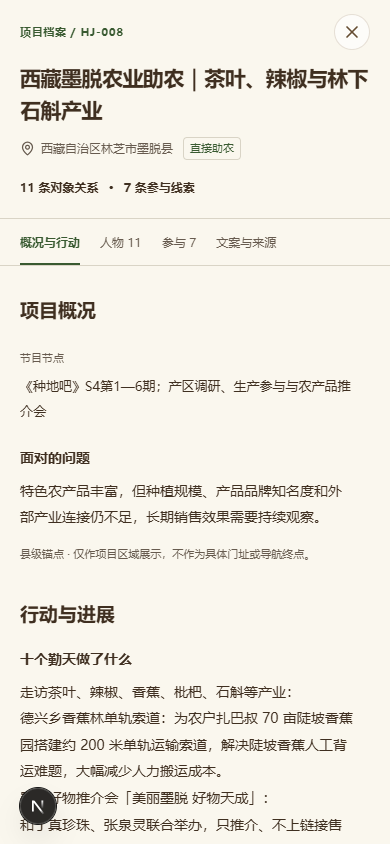 项目档案 / HJ-008
西藏墨脱农业助农｜茶叶、辣椒与林下
石斛产业
西藏自治区林芝市墨脱县 直接助农
11 条对象关系 • 7 条参与线索
概况与行动 人物 11 参与 7 文案与来源
项目概况
节目节点
《种地吧》S4第1—6期；产区调研、生产参与与农产品推
介会
面对的问题
特色农产品丰富，但种植规模、产品品牌知名度和外
部产业连接仍不足，长期销售效果需要持续观察。
县级锚点 · 仅作项目区域展示，不作为具体门址或导航终点。
行动与进展
十个勤天做了什么
走访茶叶、辣椒、香蕉、枇杷、石斛等产业：
德兴乡香蕉林单轨索道：为农户扎巴叔 70 亩陡坡香蕉
园搭建约 200 米单轨运输索道，解决陡坡香蕉人工背
运难题，大幅减少人力搬运成本。
好物推介会「美丽墨脱 好物天成」：
真珍珠、张泉灵联合举办，只推介、不上链接售
N